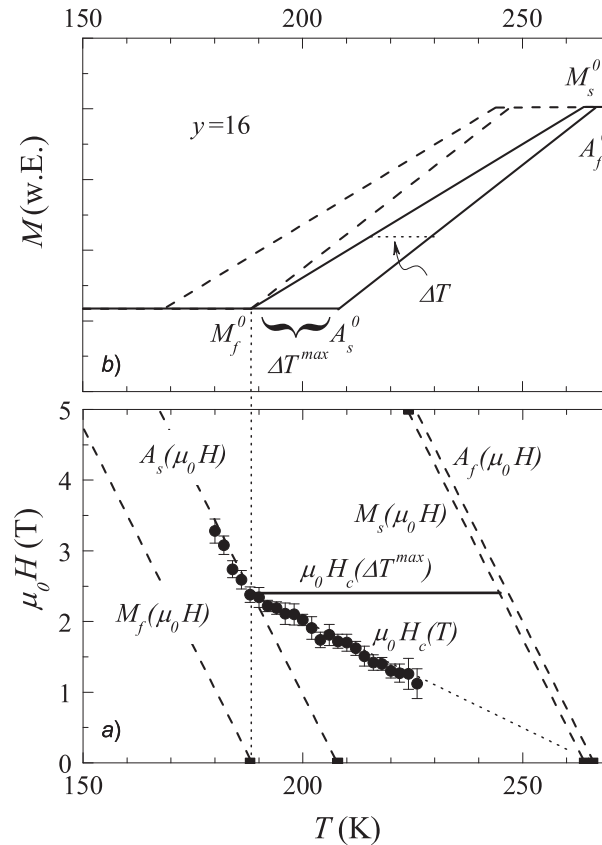 150 200 250
M_s^0
y=16
A_f^0
M (w.E.)
ΔT
M_f^0 A_s^0
b) ΔT^max
5
A_s(μ_0H) A_f(μ_0H)
4
M_s(μ_0H)
3
μ_0H_c(ΔT^max)
μ_0H (T)
M_f(μ_0H) μ_0H_c(T)
2
1
a)
0
150 200 250
T (K)